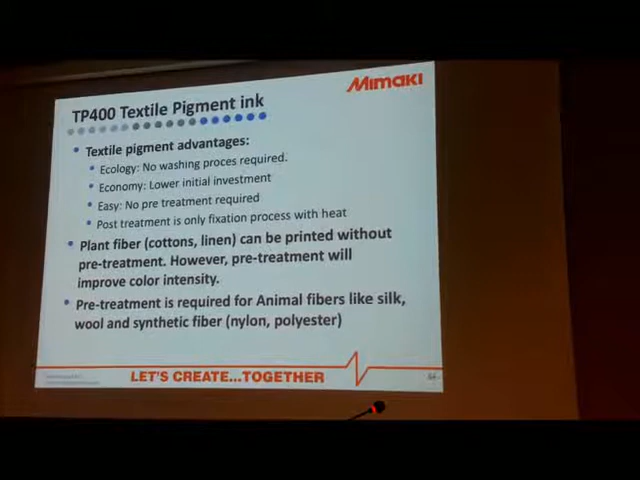 Mimaki
TP400 Textile Pigment ink
• Textile pigment advantages:
• Ecology: No washing proces required.
• Economy: Lower initial investment
• Easy: No pre treatment required
• Post treatment is only fixation process with heat
• Plant fiber (cottons, linen) can be printed without
pre-treatment. However, pre-treatment will
improve color intensity.
• Pre-treatment is required for Animal fibers like silk,
wool and synthetic fiber (nylon, polyester)
LET'S CREATE...TOGETHER